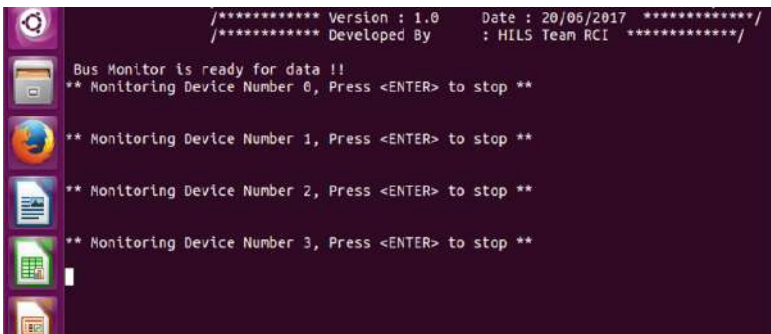 /************ Version : 1.0 Date : 20/06/2017 *************/
/************ Developed By : HILS Team RCI *************/
Bus Monitor is ready for data !!
** Monitoring Device Number 0, Press <ENTER> to stop **
** Monitoring Device Number 1, Press <ENTER> to stop **
** Monitoring Device Number 2, Press <ENTER> to stop **
** Monitoring Device Number 3, Press <ENTER> to stop **